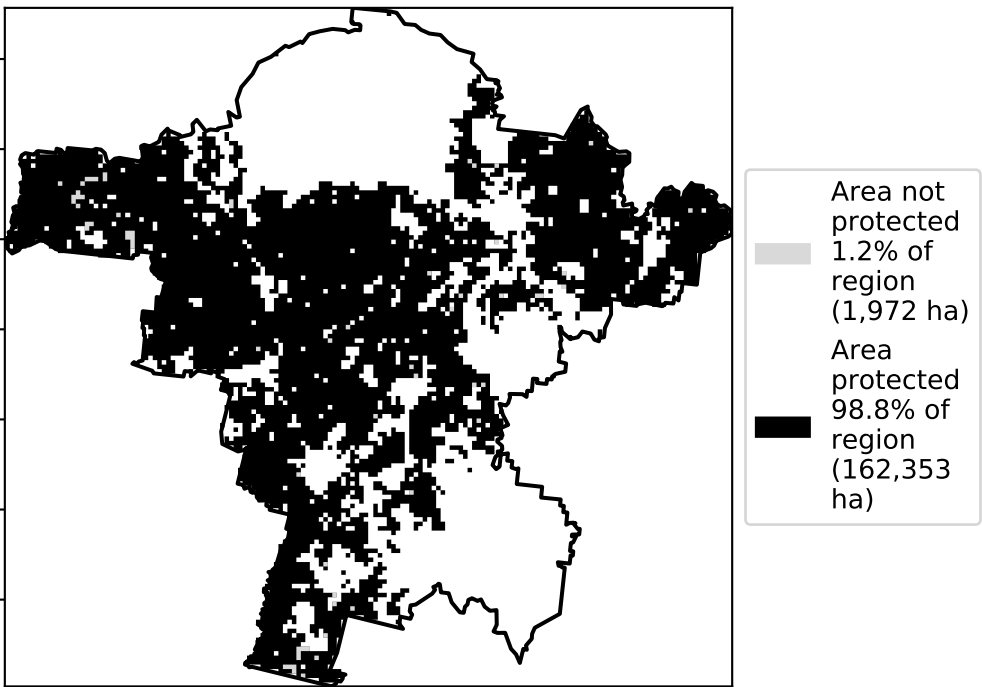 Area not
protected
1.2% of
region
(1,972 ha)
Area
protected
98.8% of
region
(162,353
ha)